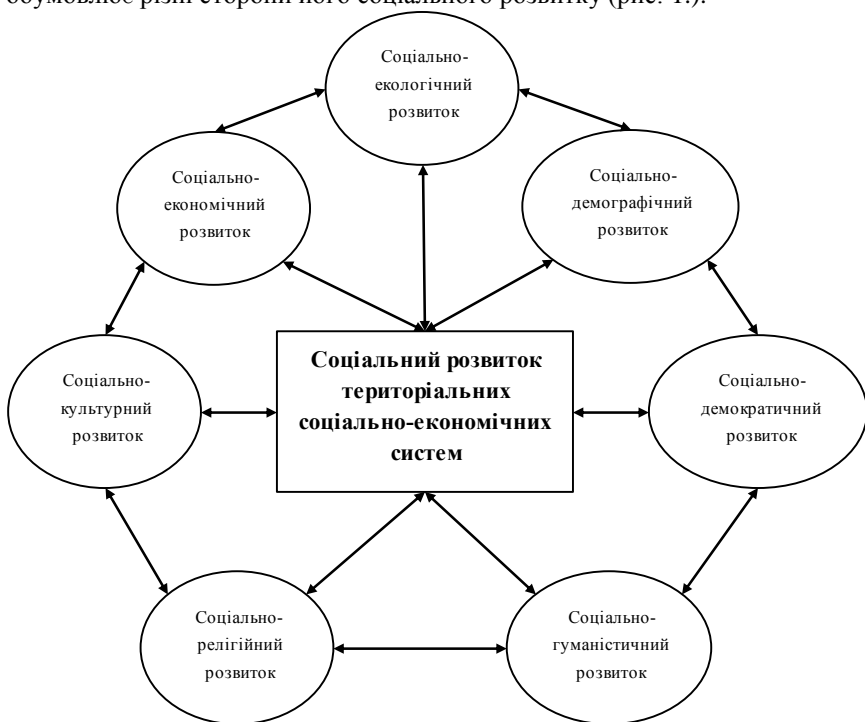 обумовлює різні сторони його соціального розвитку (рис. 1.).
Соціально-
екологічний
розвиток
Соціально-
економічний
розвиток
Соціально-
демографічний
розвиток
Соціальний розвиток
територіальних
соціально-економічних
систем
Соціально-
культурний
розвиток
Соціально-
демократичний
розвиток
Соціально-
релігійний
розвиток
Соціально-
гуманістичний
розвиток